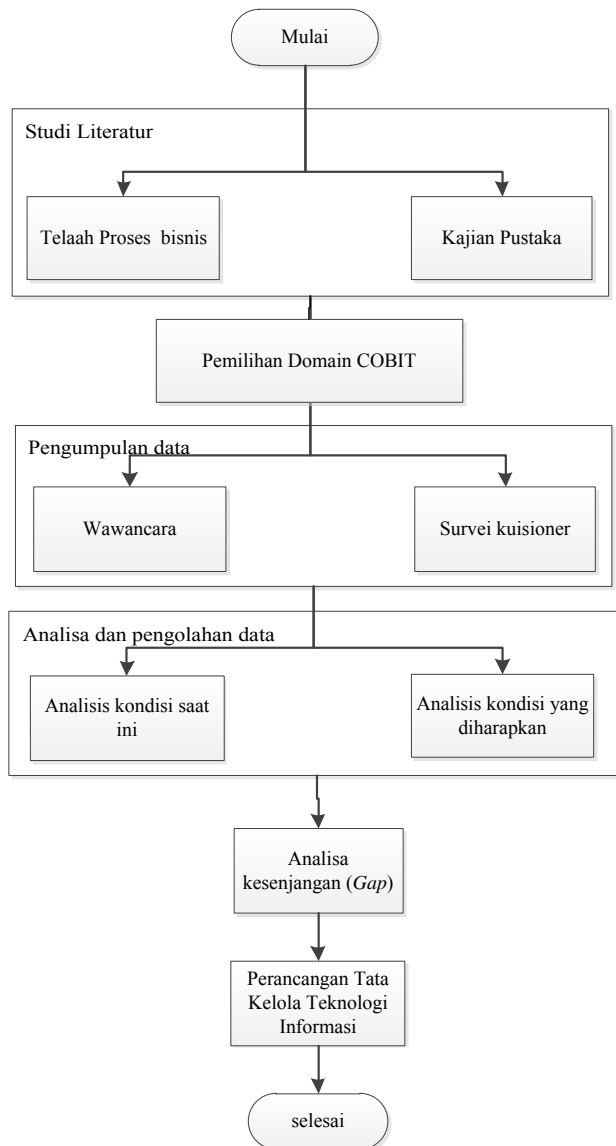 Mulai
Studi Literatur
Telaah Proses bisnis
Kajian Pustaka
Pemilihan Domain COBIT
Pengumpulan data
Wawancara
Survei kuisioner
Analisa dan pengolahan data
Analisis kondisi saat
ini
Analisis kondisi yang
diharapkan
Analisa
kesenjangan (Gap)
Perancangan Tata
Kelola Teknologi
Informasi
selesai